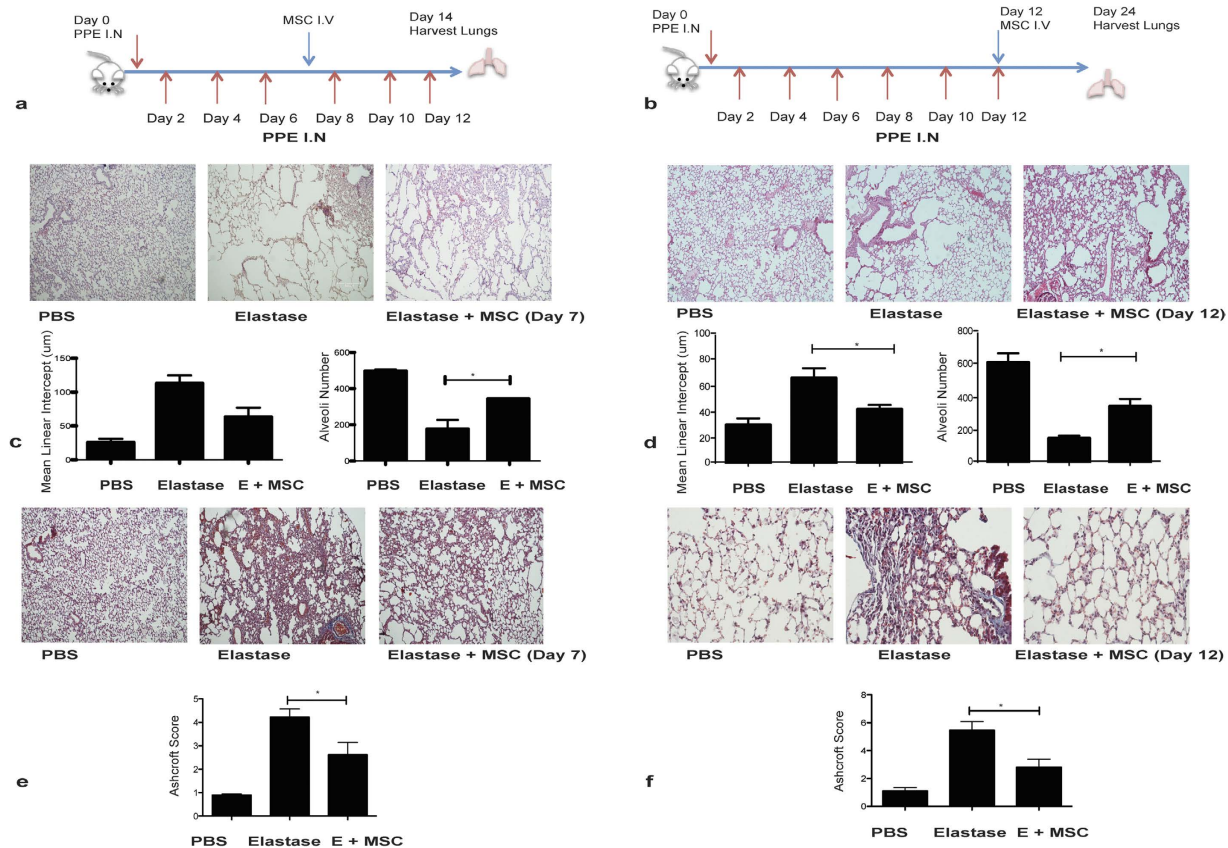 Day 0
PPE I.N
MSC I.V
Day 14
Harvest Lungs
a
Day 2
Day 4
Day 6
Day 8
Day 10
Day 12
PPE I.N
Day 0
PPE I.N
Day 12
MSC I.V
Day 24
Harvest Lungs
b
Day 2
Day 4
Day 6
Day 8
Day 10
Day 12
PPE I.N
PBS
Elastase
Elastase + MSC (Day 7)
PBS
Elastase
Elastase + MSC (Day 12)
c
Mean Linear Intercept (um)
150
100
50
0
PBS
Elastase
E + MSC
Alveoli Number
600
400
200
0
*
PBS
Elastase
E + MSC
d
Mean Linear Intercept (um)
100
80
60
40
20
0
*
PBS
Elastase
E + MSC
Alveoli Number
800
600
400
200
0
*
PBS
Elastase
E + MSC
PBS
Elastase
Elastase + MSC (Day 7)
PBS
Elastase
Elastase + MSC (Day 12)
e
Ashcroft Score
5
4
3
2
1
0
*
PBS
Elastase
E + MSC
f
Ashcroft Score
8
6
4
2
0
*
PBS
Elastase
E + MSC